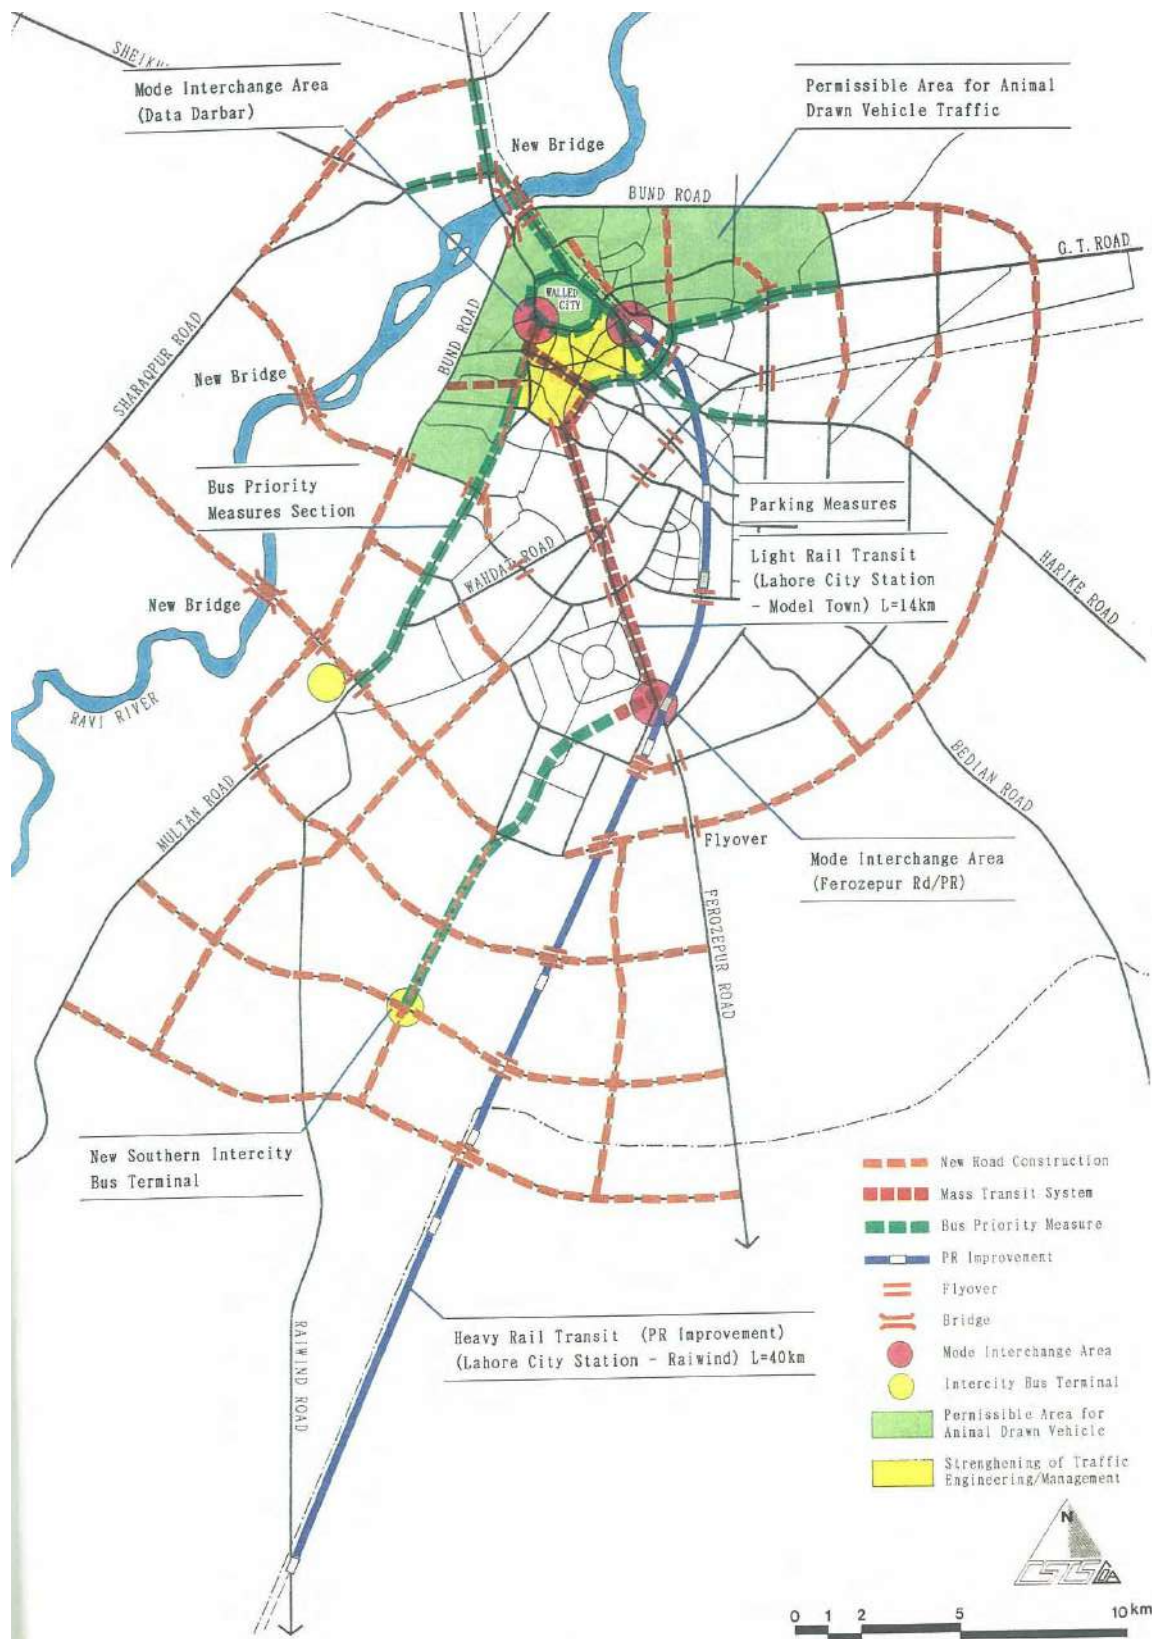 SHEIKH
Mode Interchange Area
(Data Darbar)
Permissible Area for Animal
Drawn Vehicle Traffic
New Bridge
BUND ROAD
G.T. ROAD
WALLED
CITY
BUND ROAD
SHARAQPUR ROAD
New Bridge
Bus Priority
Measures Section
Parking Measures
WAHDAT ROAD
Light Rail Transit
(Lahore City Station
- Model Town) L=14km
HARIKE ROAD
New Bridge
RAVI RIVER
MULTAN ROAD
BEDIAN ROAD
Flyover
Mode Interchange Area
(Ferozepur Rd/PR)
FEROZEPUR ROAD
New Southern Intercity
Bus Terminal
Heavy Rail Transit (PR Improvement)
(Lahore City Station - Raiwind) L=40km
RAIWIND ROAD
New Road Construction
Mass Transit System
Bus Priority Measure
PR Improvement
Flyover
Bridge
Mode Interchange Area
Intercity Bus Terminal
Permissible Area for
Animal Drawn Vehicle
Strenghening of Traffic
Engineering/Management
N
0 1 2 5 10 km